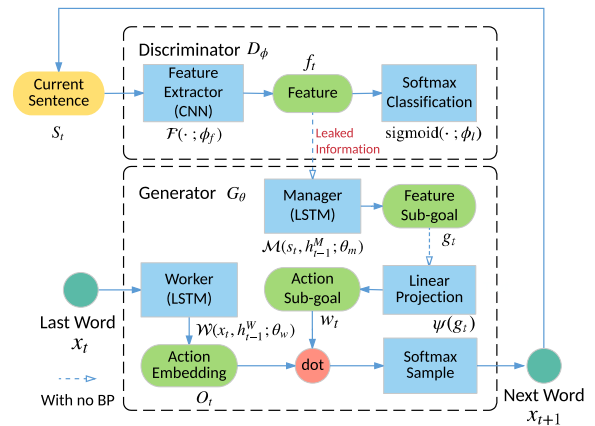 Discriminator D_ϕ
f_t
Current
Sentence
S_t
Feature
Extractor
(CNN)
F(· ; ϕ_f)
Feature
Softmax
Classification
sigmoid(· ; ϕ_l)
Leaked
Information
Generator G_θ
Manager
(LSTM)
M(s_t, h^M_{t−1}; θ_m)
Feature
Sub-goal
g_t
Worker
(LSTM)
W(x_t, h^W_{t−1}; θ_w)
Action
Sub-goal
w_t
Linear
Projection
ψ(g_t)
Last Word
x_t
Action
Embedding
O_t
dot
Softmax
Sample
Next Word
x_{t+1}
With no BP